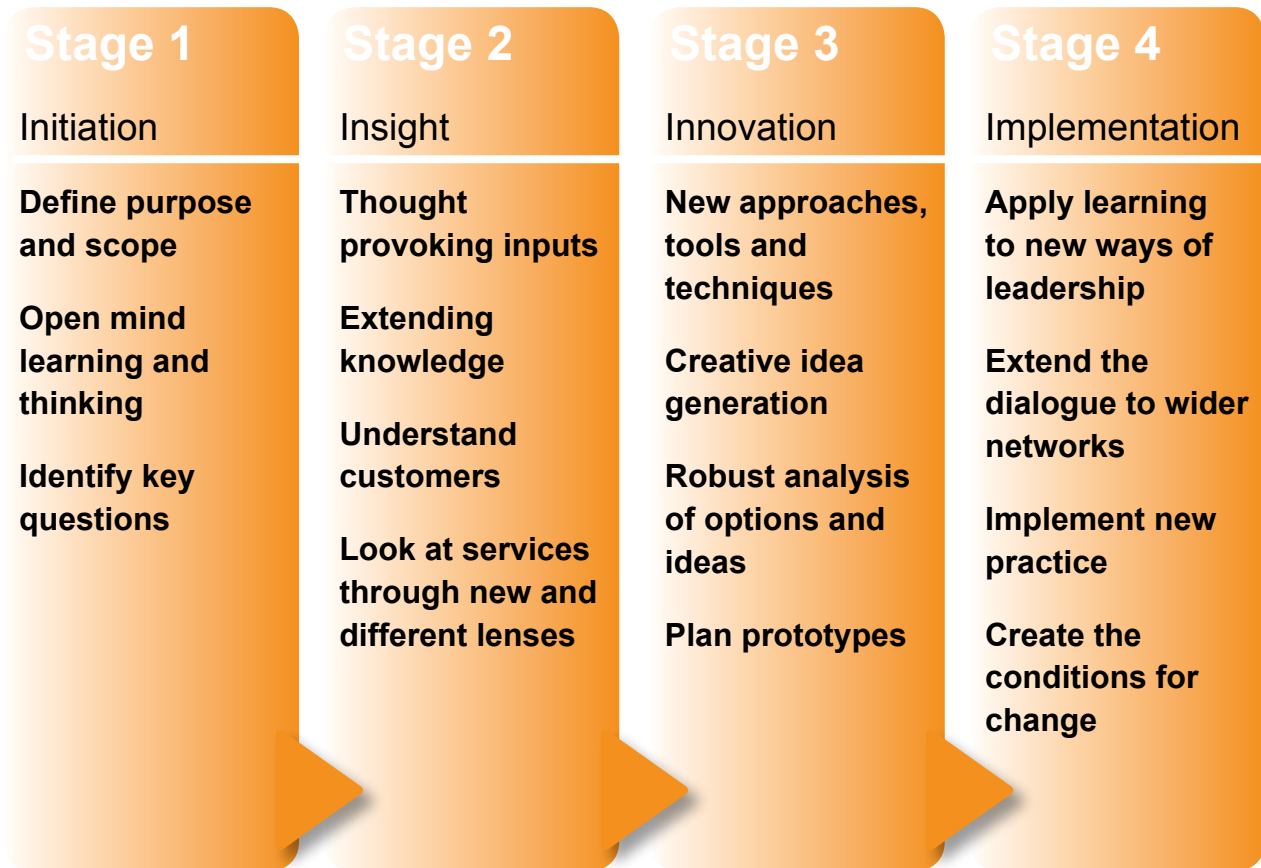 Stage 1
Initiation
Define purpose
and scope
Open mind
learning and
thinking
Identify key
questions
Stage 2
Insight
Thought
provoking inputs
Extending
knowledge
Understand
customers
Look at services
through new and
different lenses
Stage 3
Innovation
New approaches,
tools and
techniques
Creative idea
generation
Robust analysis
of options and
ideas
Plan prototypes
Stage 4
Implementation
Apply learning
to new ways of
leadership
Extend the
dialogue to wider
networks
Implement new
practice
Create the
conditions for
change